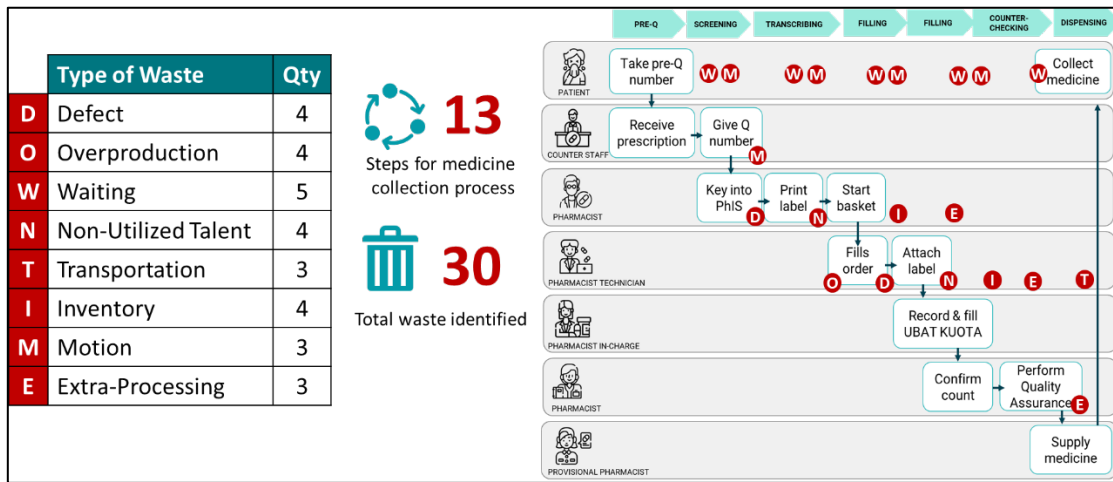 Type of Waste Qty
D Defect 4
O Overproduction 4
W Waiting 5
N Non-Utilized Talent 4
T Transportation 3
I Inventory 4
M Motion 3
E Extra-Processing 3
13
Steps for medicine
collection process
30
Total waste identified
PRE-Q SCREENING TRANSCRIBING FILLING FILLING COUNTER-
CHECKING DISPENSING
PATIENT
Take pre-Q
number
W M W M W M W M W
Collect
medicine
COUNTER STAFF
Receive
prescription
Give Q
number
M
PHARMACIST
Key into
PhIS
D
Print
label
N
Start
basket
I E
PHARMACIST TECHNICIAN
Fills
order
O D
Attach
label
N I E T
PHARMACIST IN-CHARGE
Record & fill
UBAT KUOTA
PHARMACIST
Confirm
count
Perform
Quality
Assurance
E
PROVISIONAL PHARMACIST
Supply
medicine